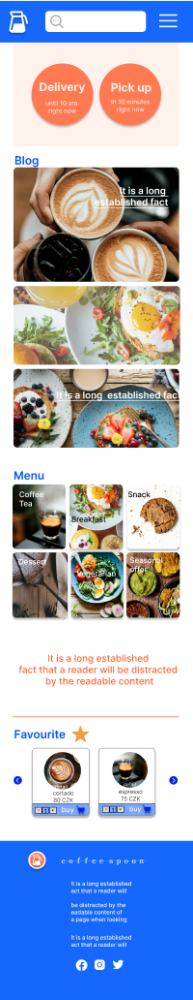 Delivery
until 10 am
right now
Pick up
in 10 minutes
right now
Blog
It is a long
established fact
It is a long established fac
Menu
Coffee
Tea
Breakfast
Snack
Dessert
Vegetarian
Seasonal
offer
It is a long established
fact that a reader will be distracted
by the readable content
Favourite
cortado
80 CZK
buy
espresso
75 CZK
buy
coffee spoon
It is a long established
act that a reader will
be distracted by the
eadable content of
a page when looking
It is a long established
act that a reader will